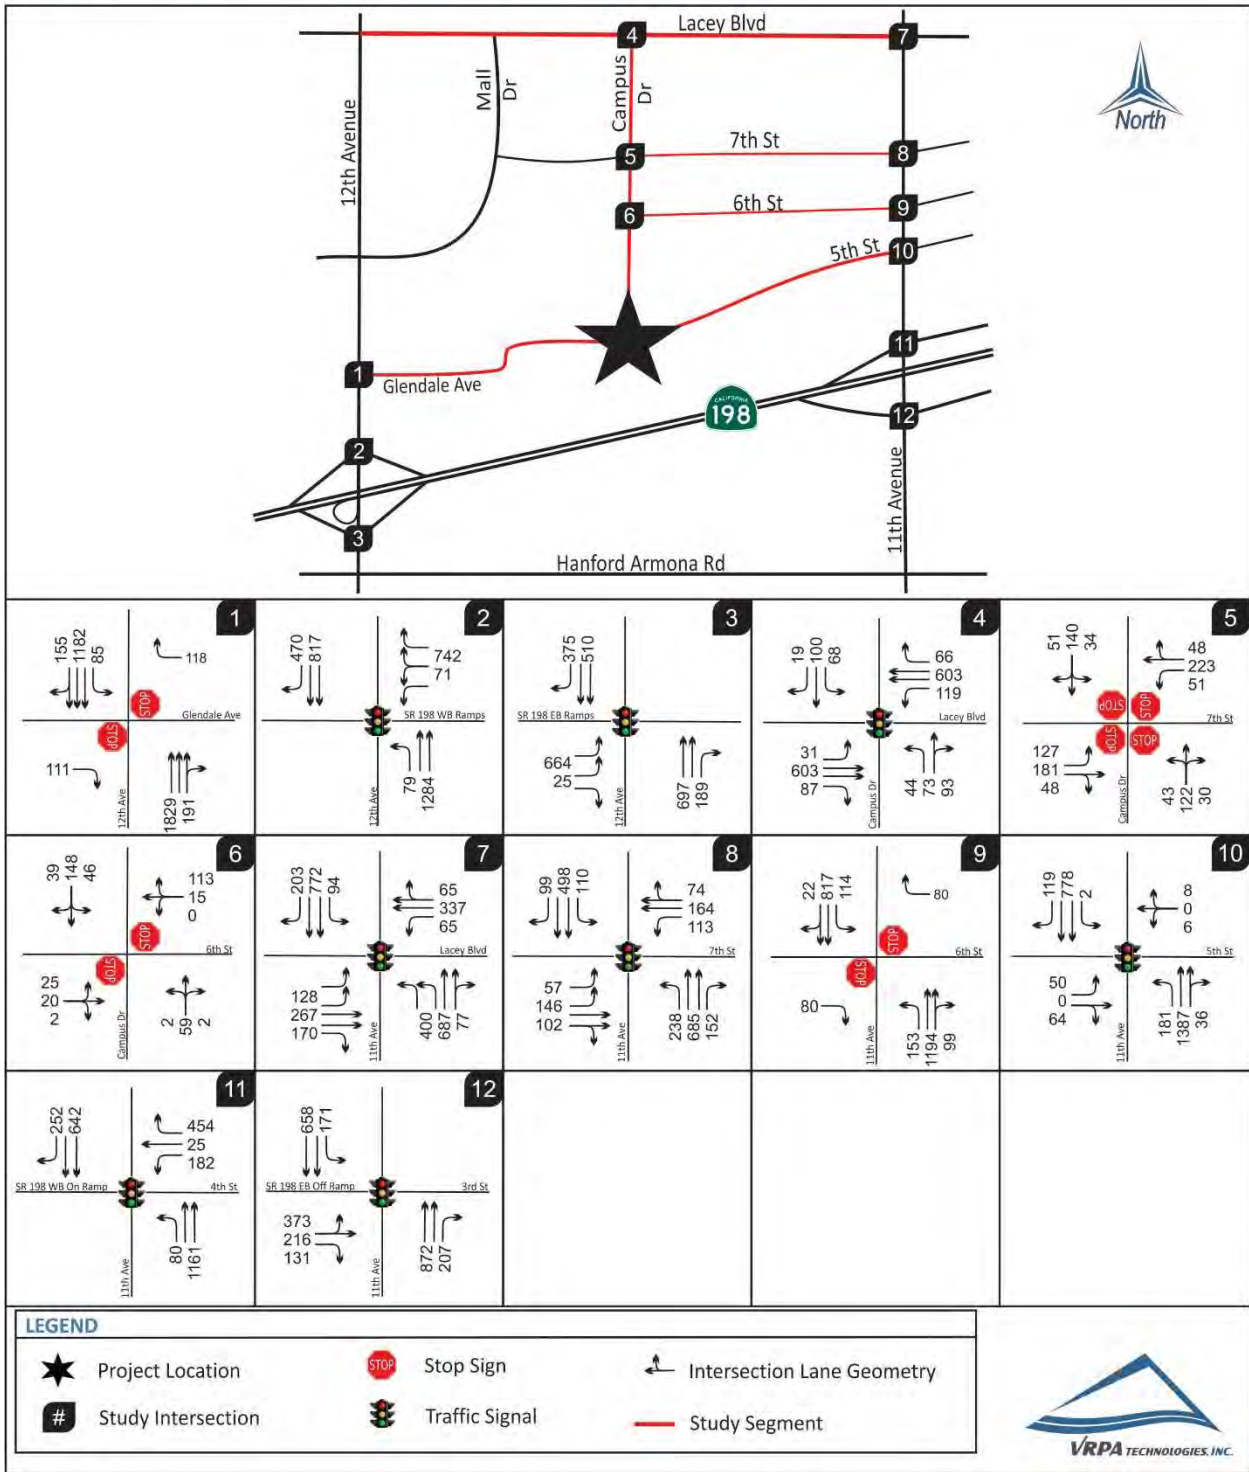 Lacey Blvd
4
7
Mall
Dr
Campus
Dr
North
12th Avenue
7th St
5
8
6th St
6
9
5th St
10
11
1
Glendale Ave
CALIFORNIA
198
12
2
3
11th Avenue
Hanford Armona Rd
1
155
1182
85
118
STOP
Glendale Ave
STOP
111
12th Ave
1829
191
2
470
817
742
71
SR 198 WB Ramps
79
1284
12th Ave
3
375
510
SR 198 EB Ramps
664
25
697
189
12th Ave
4
19
100
68
66
603
119
Lacey Blvd
31
603
87
44
73
93
Campus Dr
5
51
140
34
48
223
51
STOP
STOP
7th St
STOP
STOP
127
181
48
43
122
30
Campus Dr
6
39
148
46
113
15
0
STOP
6th St
STOP
25
20
2
2
59
2
Campus Dr
7
203
772
94
65
337
65
Lacey Blvd
128
267
170
400
687
77
11th Ave
8
99
498
110
74
164
113
7th St
57
146
102
238
685
152
11th Ave
9
22
817
114
80
STOP
6th St
STOP
80
153
1194
99
11th Ave
10
119
778
2
8
0
6
5th St
50
0
64
181
1387
36
11th Ave
11
252
642
454
25
182
SR 198 WB On Ramp
4th St
80
1161
11th Ave
12
658
171
SR 198 EB Off Ramp
3rd St
373
216
131
872
207
11th Ave
LEGEND
Project Location
STOP
Stop Sign
Intersection Lane Geometry
#
Study Intersection
Traffic Signal
Study Segment
VRPA TECHNOLOGIES, INC.